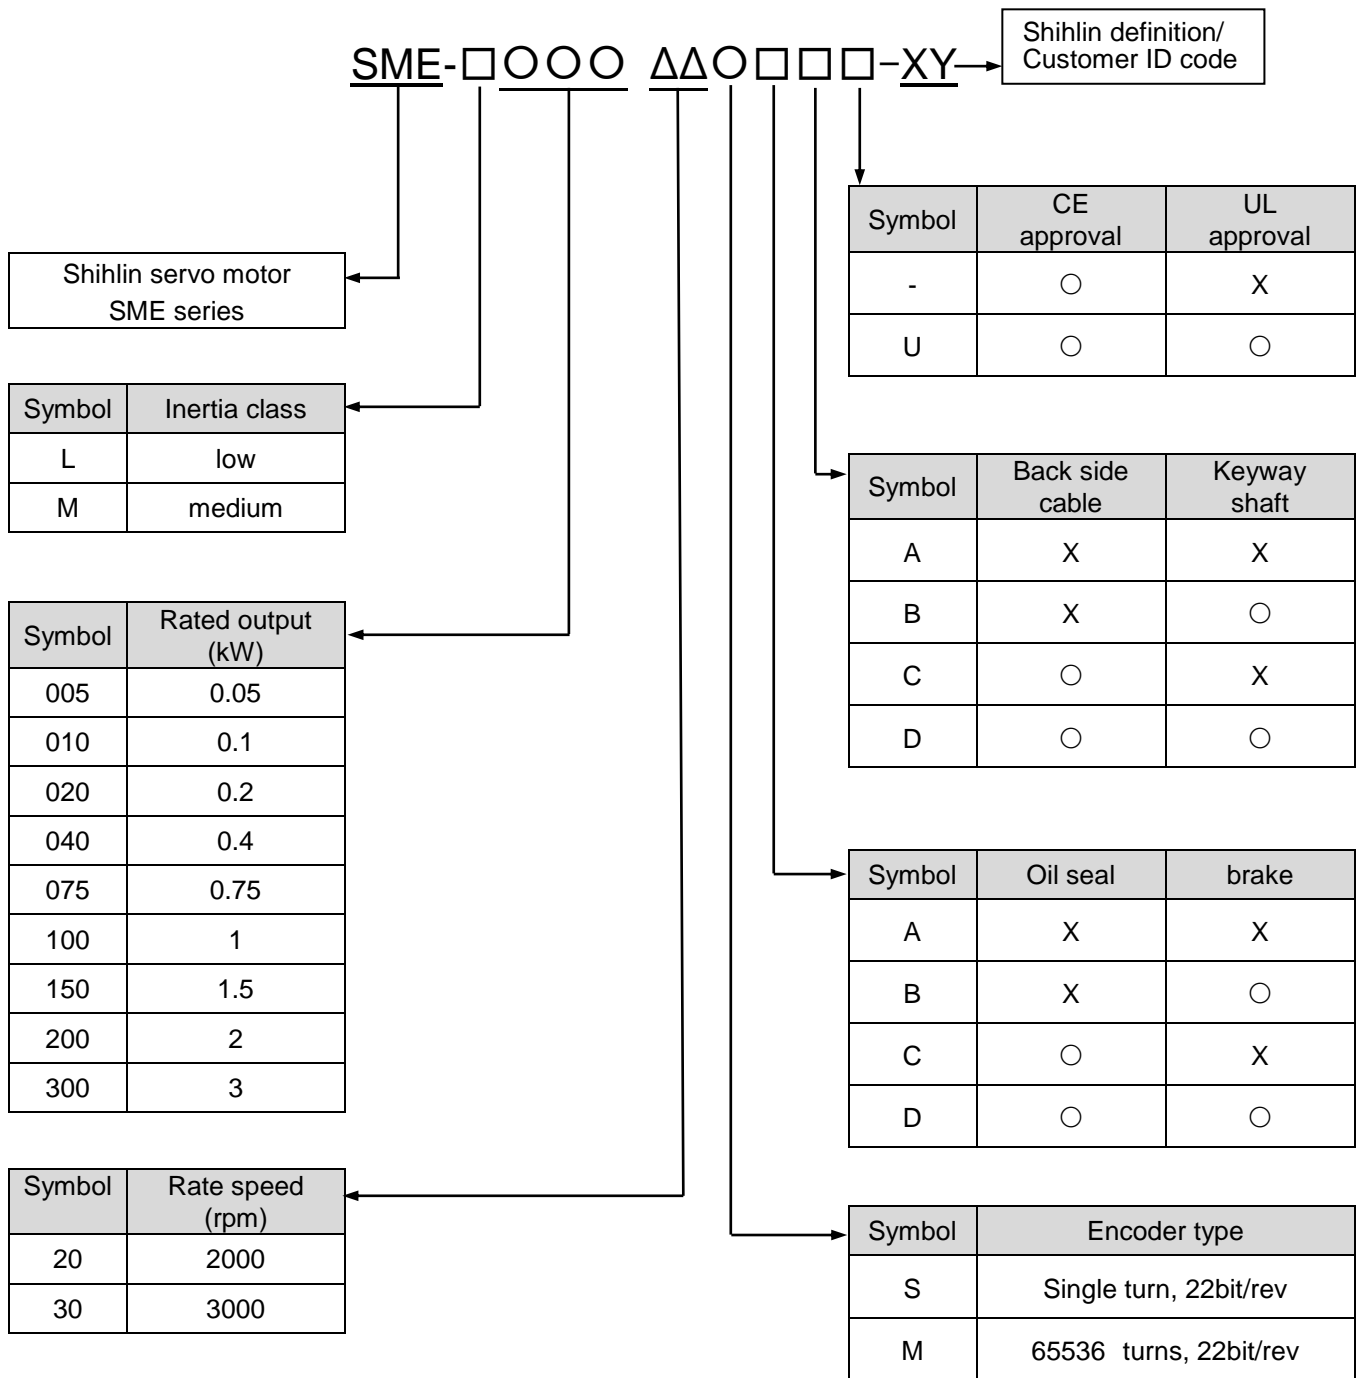 SME-□○○○ ΔΔ○□□□-XY
Shihlin definition/
Customer ID code
Shihlin servo motor
SME series
Symbol Inertia class
L low
M medium
Symbol Rated output
(kW)
005 0.05
010 0.1
020 0.2
040 0.4
075 0.75
100 1
150 1.5
200 2
300 3
Symbol Rate speed
(rpm)
20 2000
30 3000
Symbol CE
approval UL
approval
- ○ X
U ○ ○
Symbol Back side
cable Keyway
shaft
A X X
B X ○
C ○ X
D ○ ○
Symbol Oil seal brake
A X X
B X ○
C ○ X
D ○ ○
Symbol Encoder type
S Single turn, 22bit/rev
M 65536 turns, 22bit/rev